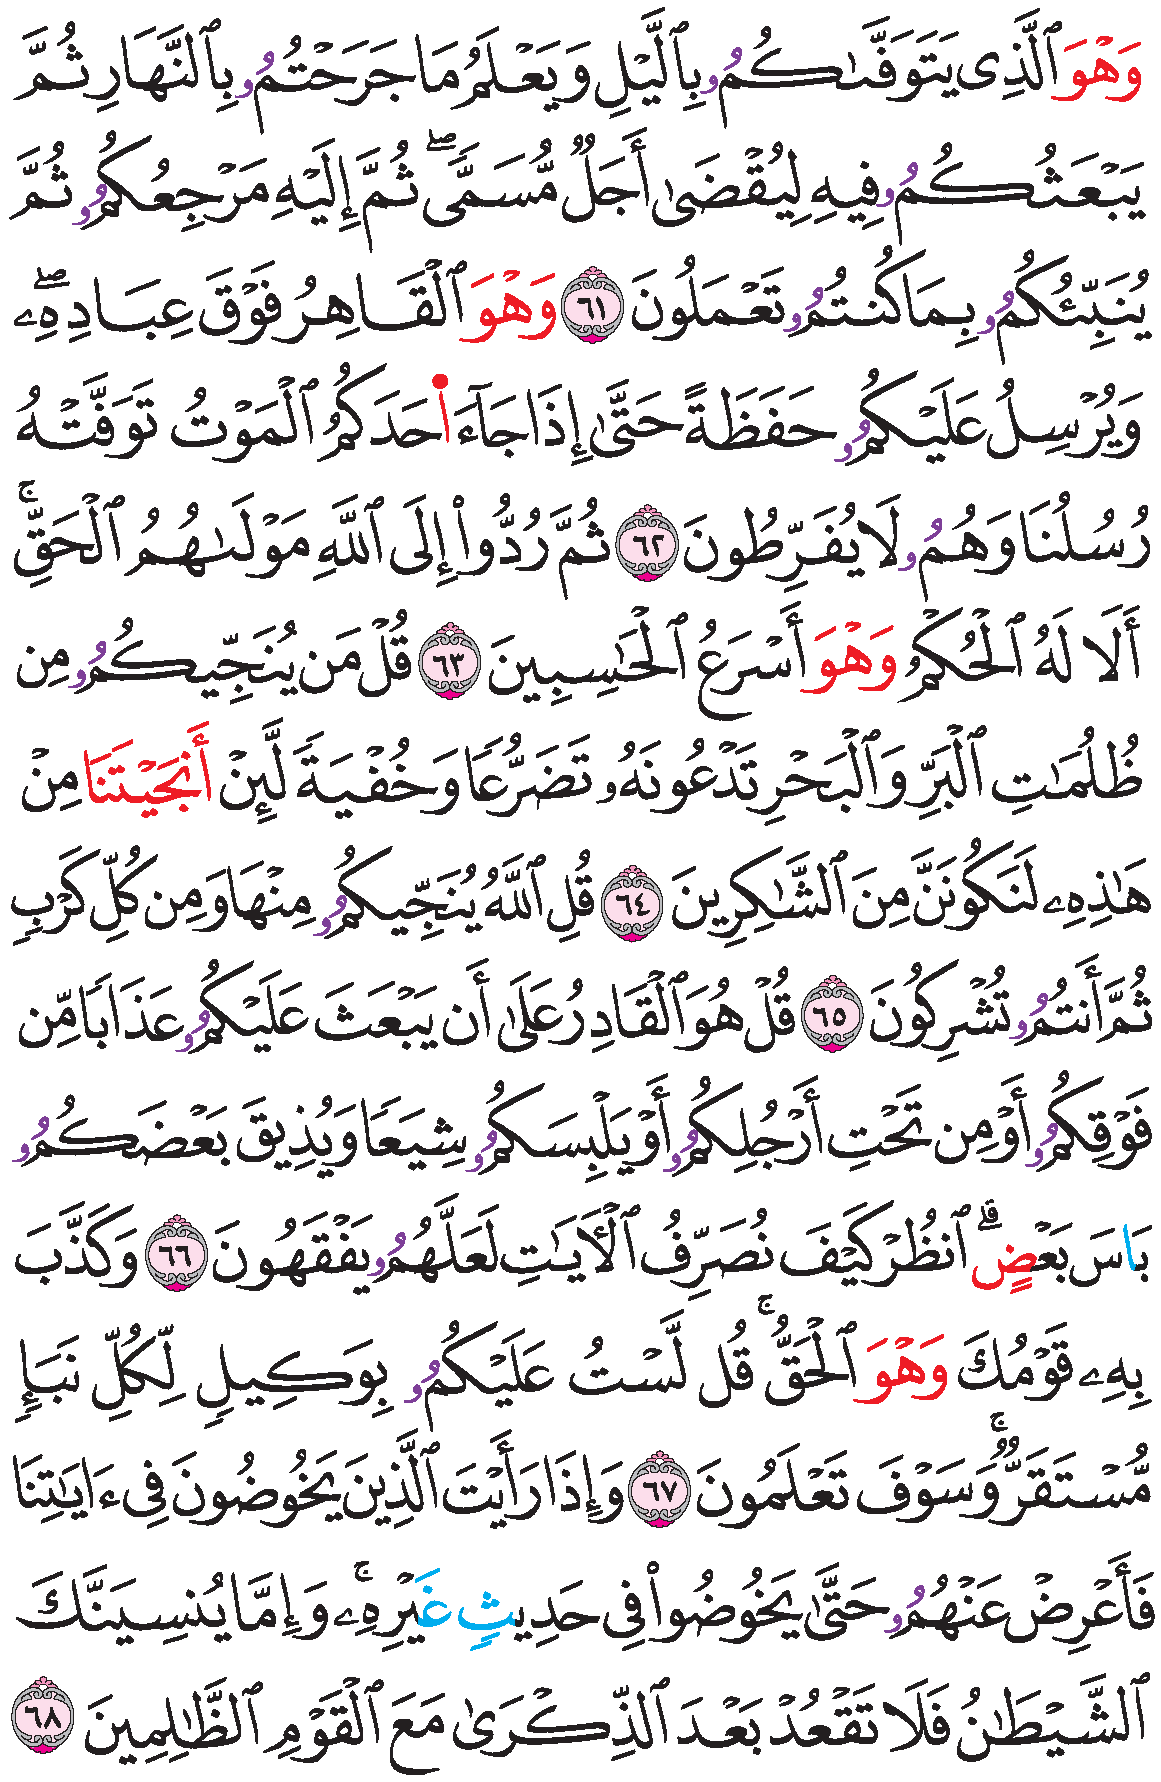 وَهْوَ ٱلَّذِى يَتَوَفَّىٰكُمُۥ بِٱلَّيْلِ وَيَعْلَمُ مَا جَرَحْتُمُۥ بِٱلنَّهَارِ ثُمَّ
يَبْعَثُكُمُۥ فِيهِ لِيُقْضَىٰٓ أَجَلٌ مُّسَمًّىۖ ثُمَّ إِلَيْهِ مَرْجِعُكُمُۥ ثُمَّ
يُنَبِّئُكُمُۥ بِمَا كُنتُمُۥ تَعْمَلُونَ ٦١ وَهْوَ ٱلْقَاهِرُ فَوْقَ عِبَادِهِۦۖ
وَيُرْسِلُ عَلَيْكُمُۥ حَفَظَةً حَتَّىٰ إِذَا جَآءَ ا۬حَدَكُمُ ٱلْمَوْتُ تَوَفَّتْهُ
رُسُلُنَا وَهُمُۥ لَا يُفَرِّطُونَ ٦٢ ثُمَّ رُدُّوٓا۟ إِلَى ٱللَّهِ مَوْلَىٰهُمُ ٱلْحَقِّۚ
أَلَا لَهُ ٱلْحُكْمُ وَهْوَ أَسْرَعُ ٱلْحَٰسِبِينَ ٦٣ قُلْ مَن يُنَجِّيكُمُۥ مِن
ظُلُمَٰتِ ٱلْبَرِّ وَٱلْبَحْرِ تَدْعُونَهُۥ تَضَرُّعًا وَخُفْيَةً لَّئِنْ أَنجَيْتَنَا مِنْ
هَٰذِهِۦ لَنَكُونَنَّ مِنَ ٱلشَّٰكِرِينَ ٦٤ قُلِ ٱللَّهُ يُنَجِّيكُمُۥ مِنْهَا وَمِن كُلِّ كَرْبٍ
ثُمَّ أَنتُمُۥ تُشْرِكُونَ ٦٥ قُلْ هُوَ ٱلْقَادِرُ عَلَىٰٓ أَن يَبْعَثَ عَلَيْكُمُۥ عَذَابًا مِّن
فَوْقِكُمُۥ أَوْ مِن تَحْتِ أَرْجُلِكُمُۥ أَوْ يَلْبِسَكُمُۥ شِيَعًا وَيُذِيقَ بَعْضَكُمُۥ
بَاسَ بَعْضٍۗ ٱنظُرْ كَيْفَ نُصَرِّفُ ٱلْأٓيَٰتِ لَعَلَّهُمُۥ يَفْقَهُونَ ٦٦ وَكَذَّبَ
بِهِۦ قَوْمُكَ وَهْوَ ٱلْحَقُّۚ قُل لَّسْتُ عَلَيْكُمُۥ بِوَكِيلٍ لِّكُلِّ نَبَإٍ
مُّسْتَقَرٌّۚ وَسَوْفَ تَعْلَمُونَ ٦٧ وَإِذَا رَأَيْتَ ٱلَّذِينَ يَخُوضُونَ فِىٓ ءَايَٰتِنَا
فَأَعْرِضْ عَنْهُمُۥ حَتَّىٰ يَخُوضُوا۟ فِى حَدِيثٍ غَيْرِهِۦۚ وَإِمَّا يُنسِيَنَّكَ
ٱلشَّيْطَٰنُ فَلَا تَقْعُدْ بَعْدَ ٱلذِّكْرَىٰ مَعَ ٱلْقَوْمِ ٱلظَّٰلِمِينَ ٦٨